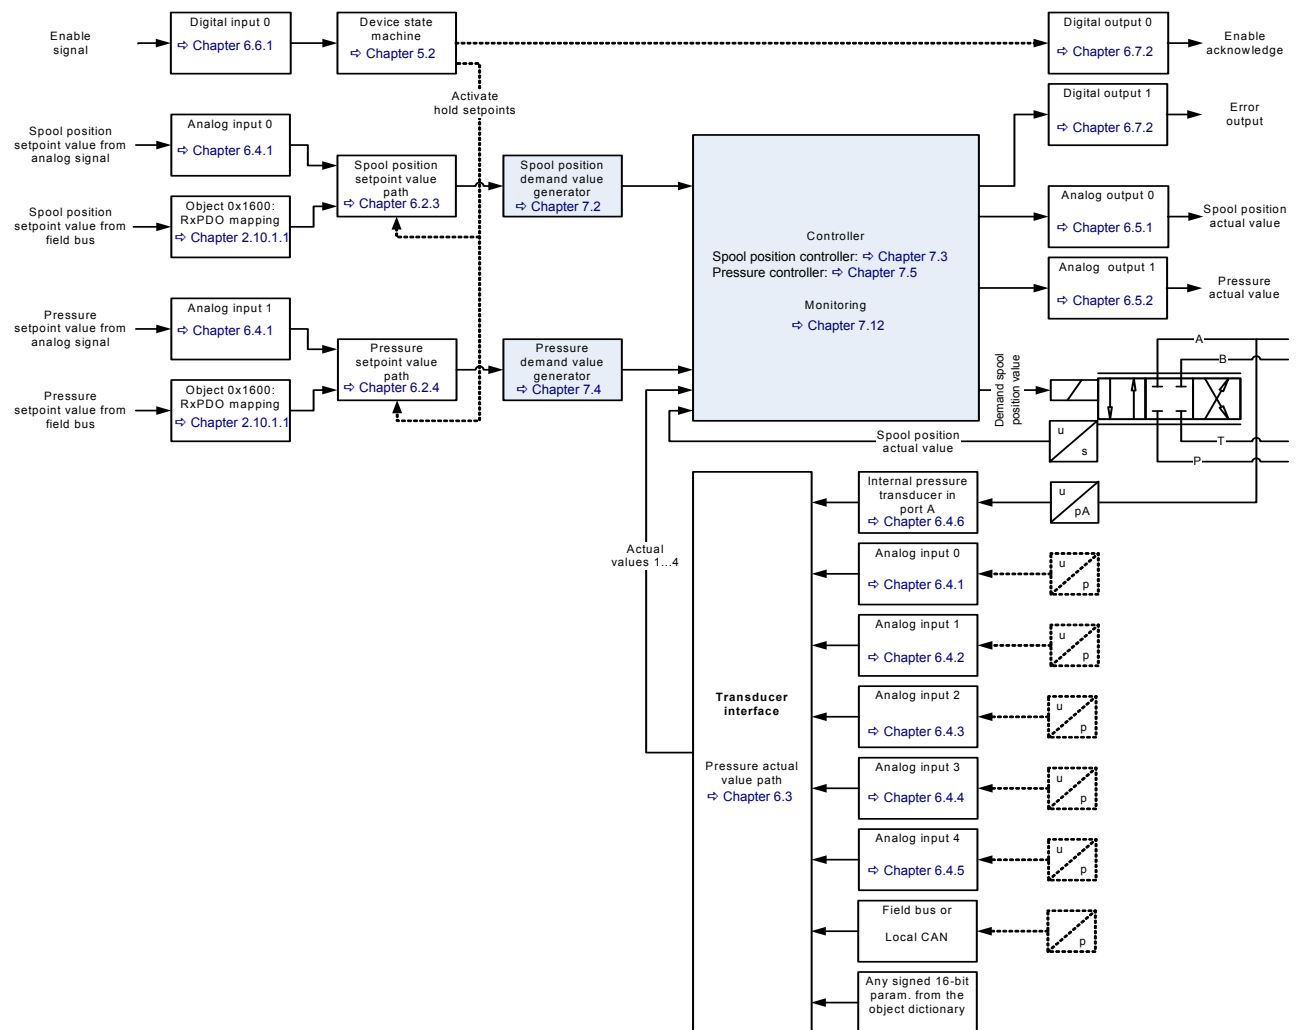 Enable
signal
Digital input 0
⇨ Chapter 6.6.1
Device state
machine
⇨ Chapter 5.2
Digital output 0
⇨ Chapter 6.7.2
Enable
acknowledge
Activate
hold setpoints
Digital output 1
⇨ Chapter 6.7.2
Error
output
Spool position
setpoint value from
analog signal
Analog input 0
⇨ Chapter 6.4.1
Spool position
setpoint value
path
⇨ Chapter 6.2.3
Spool position
demand value
generator
⇨ Chapter 7.2
Spool position
setpoint value from
field bus
Object 0x1600:
RxPDO mapping
⇨ Chapter 2.10.1.1
Controller
Spool position controller: ⇨ Chapter 7.3
Pressure controller: ⇨ Chapter 7.5
Monitoring
⇨ Chapter 7.12
Analog output 0
⇨ Chapter 6.5.1
Spool position
actual value
Analog output 1
⇨ Chapter 6.5.2
Pressure
actual value
Pressure
setpoint value from
analog signal
Analog input 1
⇨ Chapter 6.4.1
Pressure
setpoint value
path
⇨ Chapter 6.2.4
Pressure
demand value
generator
⇨ Chapter 7.4
Pressure
setpoint value from
field bus
Object 0x1600:
RxPDO mapping
⇨ Chapter 2.10.1.1
Demand spool
position value
A
B
T
P
Spool position
actual value
u
s
Internal pressure
transducer in
port A
⇨ Chapter 6.4.6
u
pA
Actual
values 1...4
Analog input 0
⇨ Chapter 6.4.1
u
p
Analog input 1
⇨ Chapter 6.4.2
u
p
Transducer
interface
Pressure actual
value path
⇨ Chapter 6.3
Analog input 2
⇨ Chapter 6.4.3
u
p
Analog input 3
⇨ Chapter 6.4.4
u
p
Analog input 4
⇨ Chapter 6.4.5
u
p
Field bus or
Local CAN
u
p
Any signed 16-bit
param. from the
object dictionary